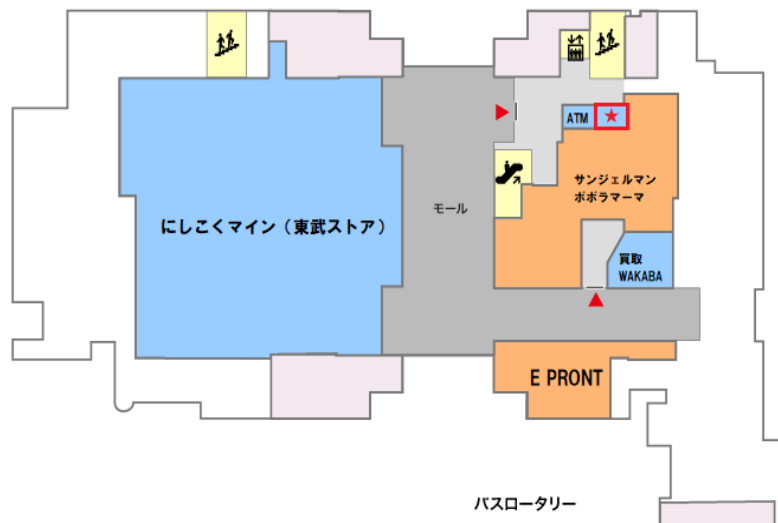 ATM
サンジェルマン
ポポラマーマ
モール
にしこくマイン（東武ストア）
買取
WAKABA
E PRONT
バスロータリー